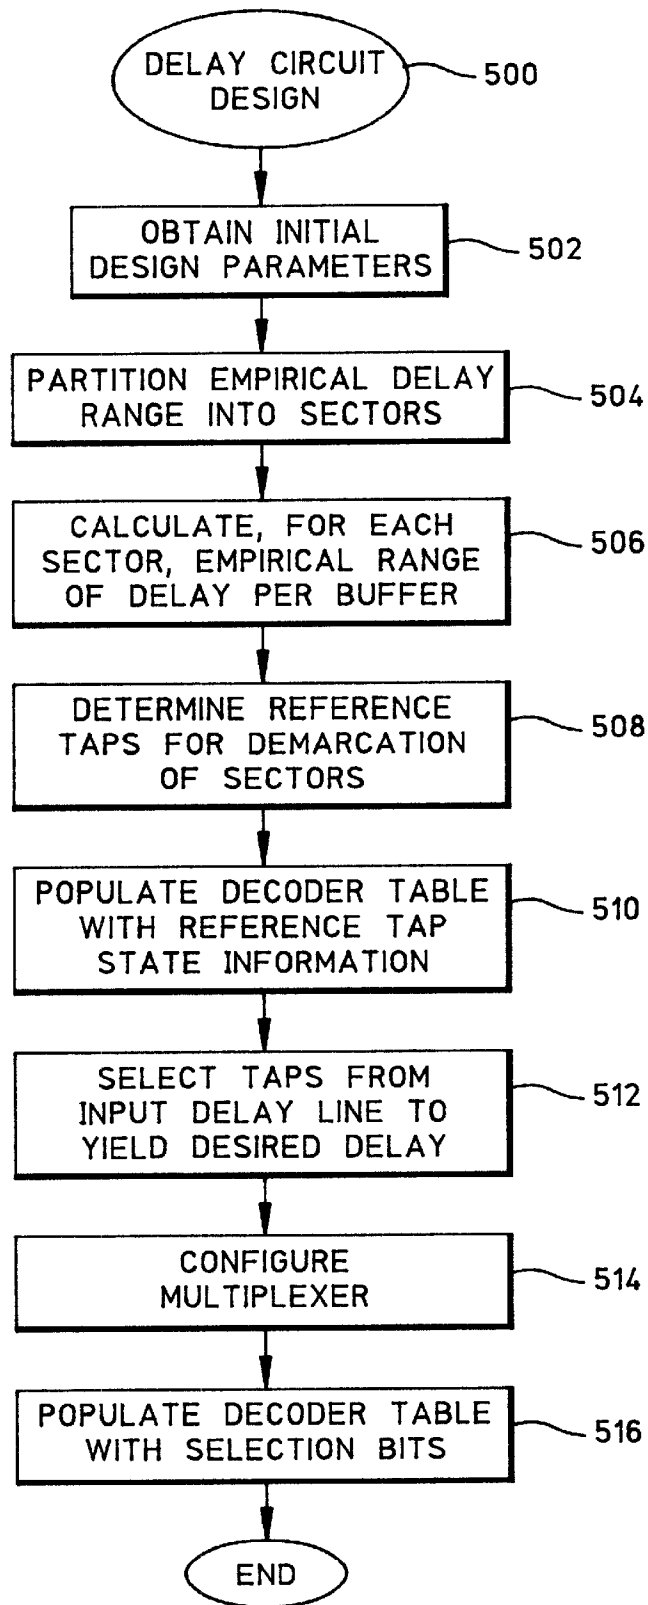 DELAY CIRCUIT
DESIGN
500
OBTAIN INITIAL
DESIGN PARAMETERS
502
PARTITION EMPIRICAL DELAY
RANGE INTO SECTORS
504
CALCULATE, FOR EACH
SECTOR, EMPIRICAL RANGE
OF DELAY PER BUFFER
506
DETERMINE REFERENCE
TAPS FOR DEMARCATION
OF SECTORS
508
POPULATE DECODER TABLE
WITH REFERENCE TAP
STATE INFORMATION
510
SELECT TAPS FROM
INPUT DELAY LINE TO
YIELD DESIRED DELAY
512
CONFIGURE
MULTIPLEXER
514
POPULATE DECODER TABLE
WITH SELECTION BITS
516
END